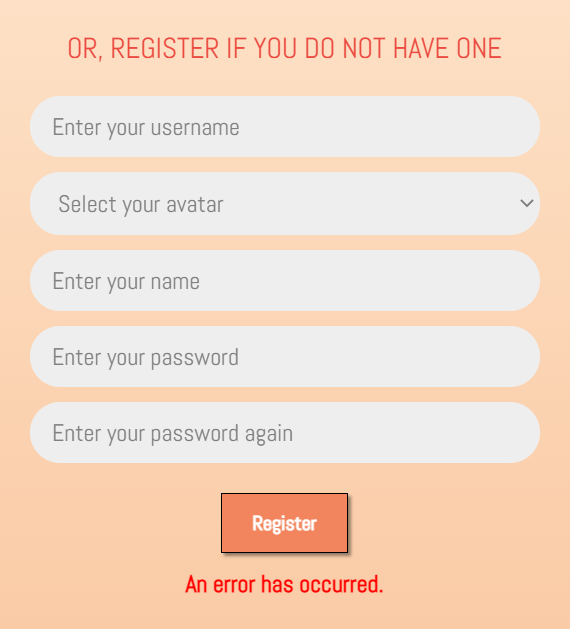 OR, REGISTER IF YOU DO NOT HAVE ONE
Enter your username
Select your avatar
Enter your name
Enter your password
Enter your password again
Register
An error has occurred.